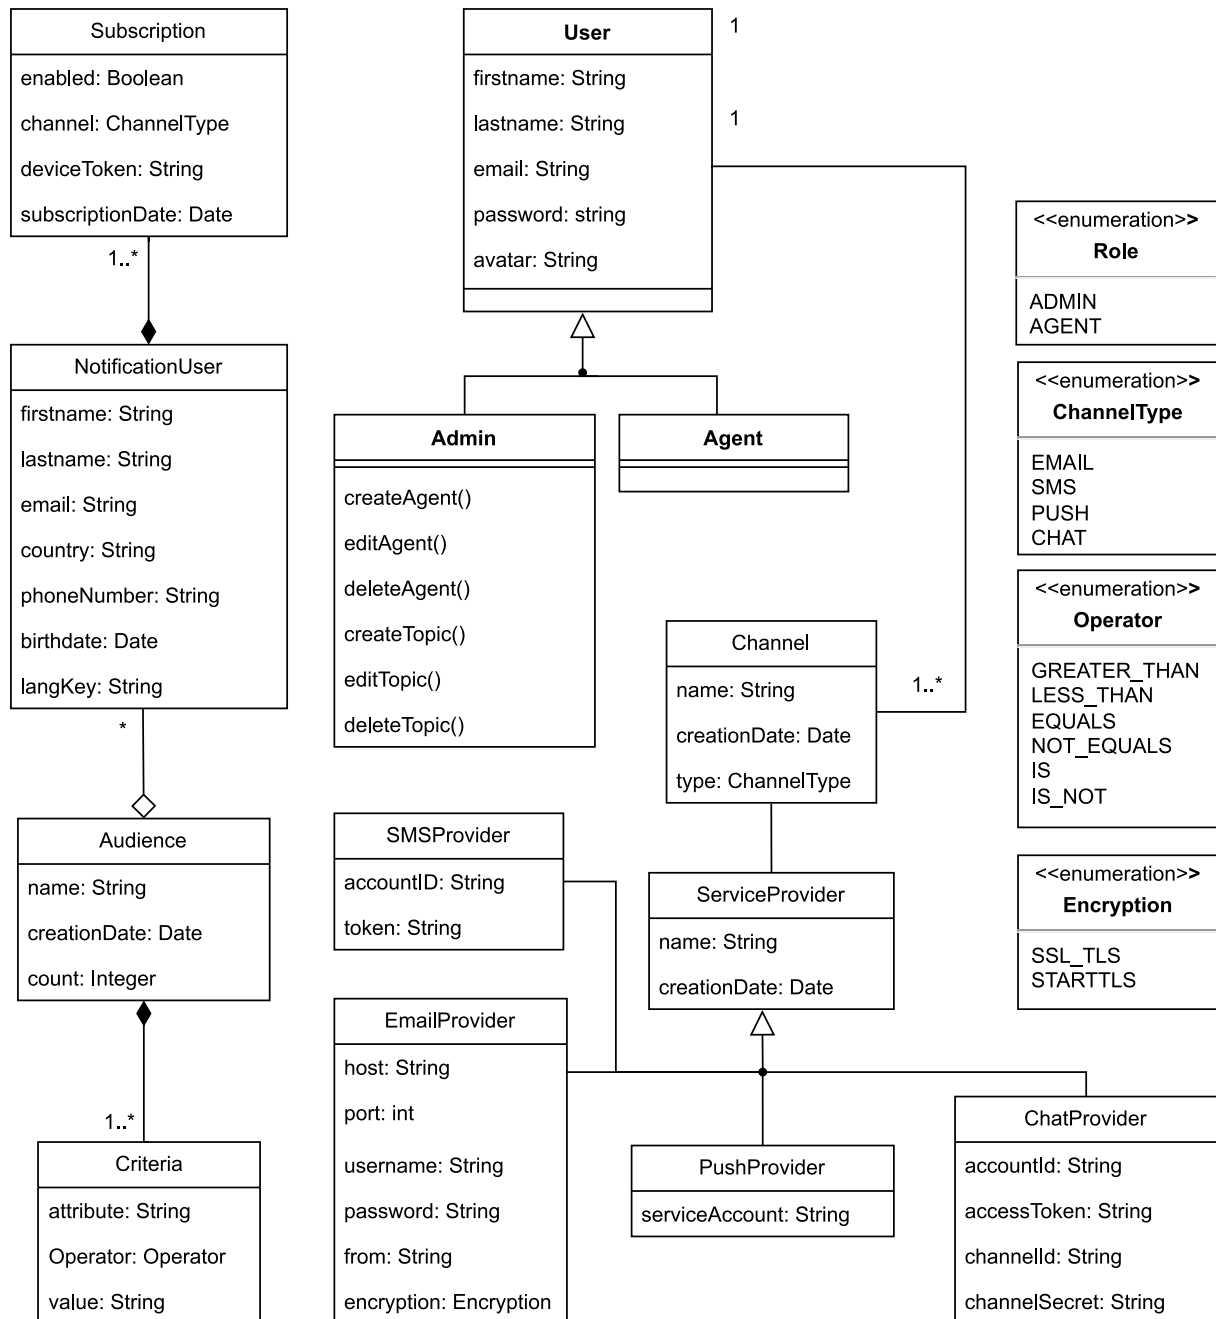 Subscription
enabled: Boolean
channel: ChannelType
deviceToken: String
subscriptionDate: Date
1..*
NotificationUser
firstname: String
lastname: String
email: String
country: String
phoneNumber: String
birthdate: Date
langKey: String
*
Audience
name: String
creationDate: Date
count: Integer
1..*
Criteria
attribute: String
Operator: Operator
value: String
User
firstname: String
lastname: String
email: String
password: string
avatar: String
1
1
Admin
createAgent()
editAgent()
deleteAgent()
createTopic()
editTopic()
deleteTopic()
Agent
Channel
name: String
creationDate: Date
type: ChannelType
1..*
SMSProvider
accountID: String
token: String
ServiceProvider
name: String
creationDate: Date
EmailProvider
host: String
port: int
username: String
password: String
from: String
encryption: Encryption
PushProvider
serviceAccount: String
ChatProvider
accountId: String
accessToken: String
channelId: String
channelSecret: String
<<enumeration>>
Role
ADMIN
AGENT
<<enumeration>>
ChannelType
EMAIL
SMS
PUSH
CHAT
<<enumeration>>
Operator
GREATER_THAN
LESS_THAN
EQUALS
NOT_EQUALS
IS
IS_NOT
<<enumeration>>
Encryption
SSL_TLS
STARTTLS